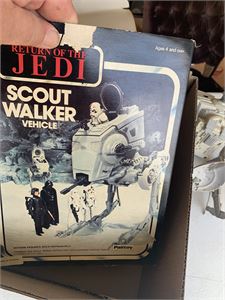 Ages 4 and over.
RETURN OF THE
JEDI
SCOUT
WALKER
VEHICLE
Palitoy